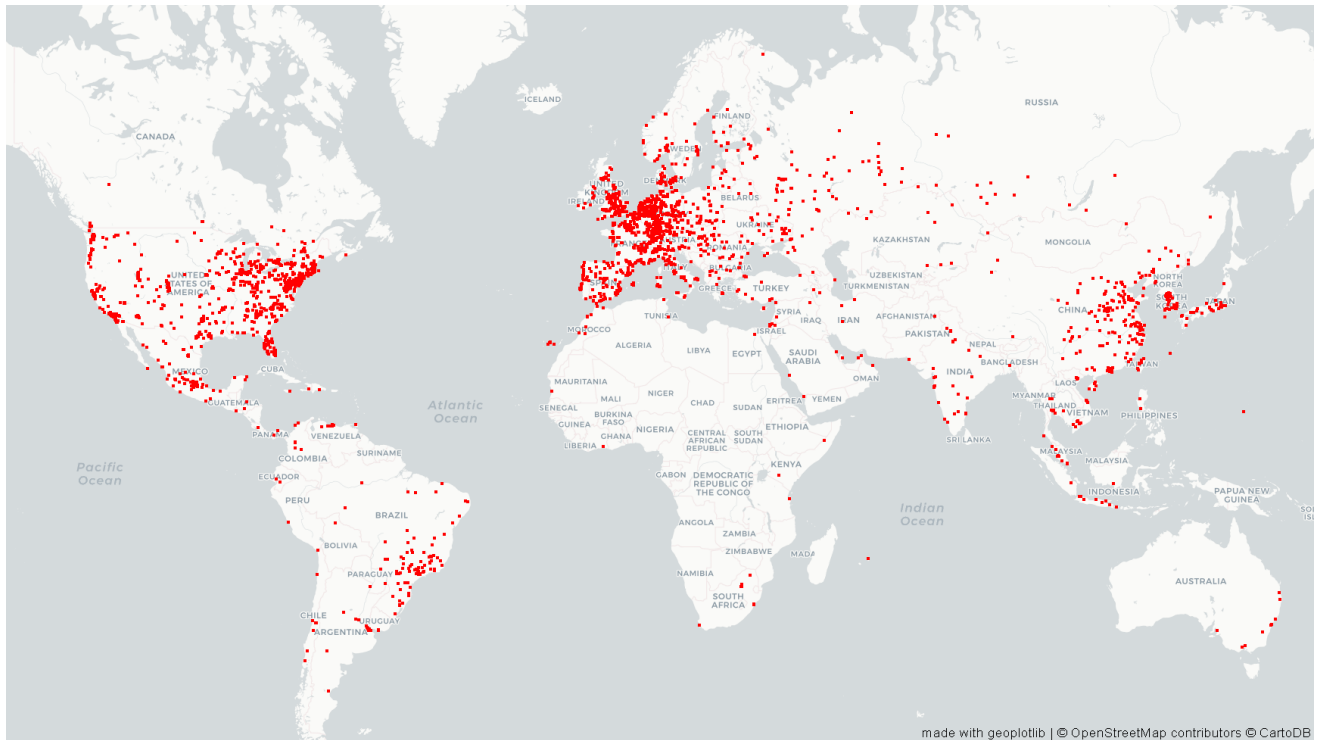 ICELAND
RUSSIA
FINLAND
CANADA
SWEDEN
UNITED
KINGDOM
IRELAND
BELARUS
UKRAINE
KAZAKHSTAN
MONGOLIA
ROMANIA
BULGARIA
UZBEKISTAN
TURKMENISTAN
NORTH
KOREA
SOUTH
KOREA
JAPAN
UNITED
STATES OF
AMERICA
SPAIN
GREECE
TURKEY
SYRIA
IRAQ
IRAN
AFGHANISTAN
CHINA
TUNISIA
MOROCCO
ISRAEL
PAKISTAN
NEPAL
ALGERIA
LIBYA
EGYPT
SAUDI
ARABIA
BANGLADESH
TAIWAN
MEXICO
CUBA
INDIA
OMAN
LAOS
MAURITANIA
MALI
NIGER
CHAD
SUDAN
ERITREA
YEMEN
MYANMAR
THAILAND
VIETNAM
PHILIPPINES
GUATEMALA
Atlantic
Ocean
SENEGAL
BURKINA
FASO
GUINEA
GHANA
NIGERIA
ETHIOPIA
LIBERIA
CENTRAL
AFRICAN
REPUBLIC
SOUTH
SUDAN
SRI LANKA
PANAMA
VENEZUELA
SURINAME
COLOMBIA
MALAYSIA
MALAYSIA
Pacific
Ocean
ECUADOR
GABON
DEMOCRATIC
REPUBLIC OF
THE CONGO
KENYA
INDONESIA
PAPUA NEW
GUINEA
PERU
BRAZIL
Indian
Ocean
ANGOLA
ZAMBIA
BOLIVIA
ZIMBABWE
MADA
PARAGUAY
NAMIBIA
AUSTRALIA
SOUTH
AFRICA
CHILE
URUGUAY
ARGENTINA
made with geoplotlib | © OpenStreetMap contributors © CartoDB